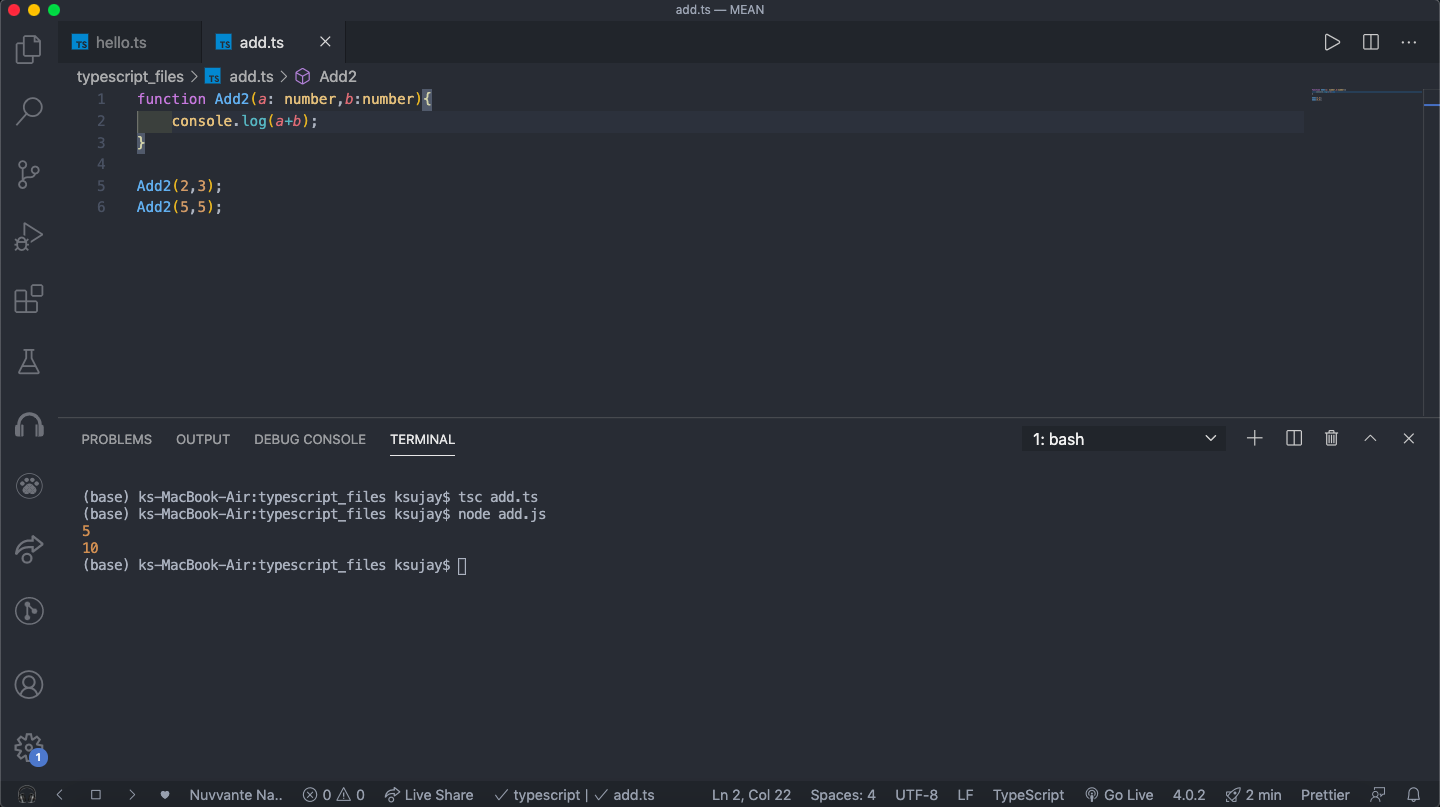 add.ts — MEAN
TS hello.ts TS add.ts
typescript_files > TS add.ts > Add2
1 function Add2(a: number,b:number){
2 console.log(a+b);
3 }
4
5 Add2(2,3);
6 Add2(5,5);
PROBLEMS OUTPUT DEBUG CONSOLE TERMINAL 1: bash
(base) ks-MacBook-Air:typescript_files ksujay$ tsc add.ts
(base) ks-MacBook-Air:typescript_files ksujay$ node add.js
5
10
(base) ks-MacBook-Air:typescript_files ksujay$
1
Nuvvante Na.. 0 0 Live Share typescript | add.ts Ln 2, Col 22 Spaces: 4 UTF-8 LF TypeScript Go Live 4.0.2 2 min Prettier